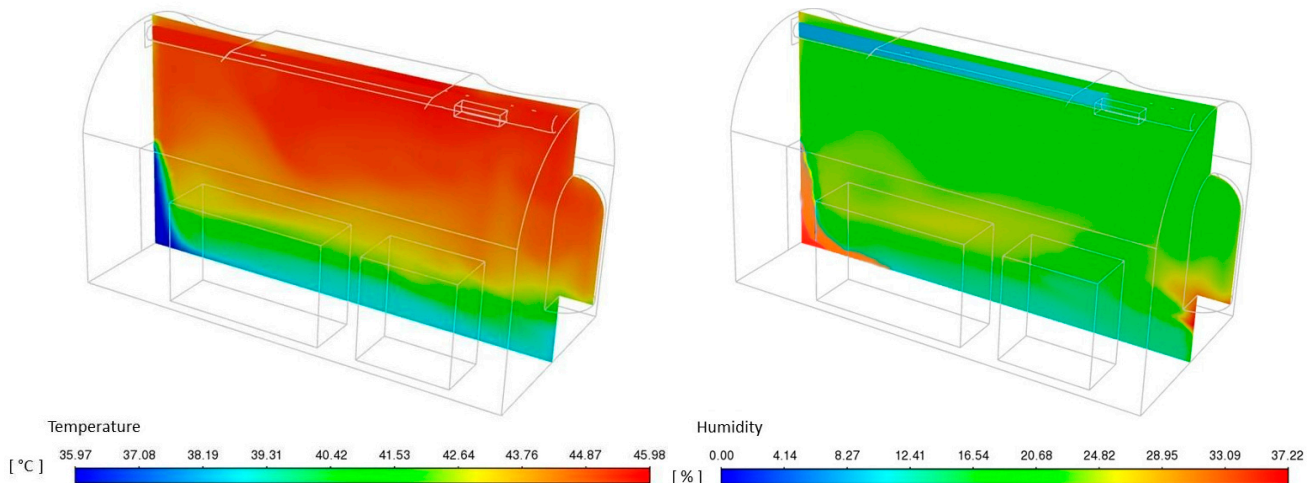 Temperature
[ °C ]
35.97 37.08 38.19 39.31 40.42 41.53 42.64 43.76 44.87 45.98
Humidity
[ % ]
0.00 4.14 8.27 12.41 16.54 20.68 24.82 28.95 33.09 37.22